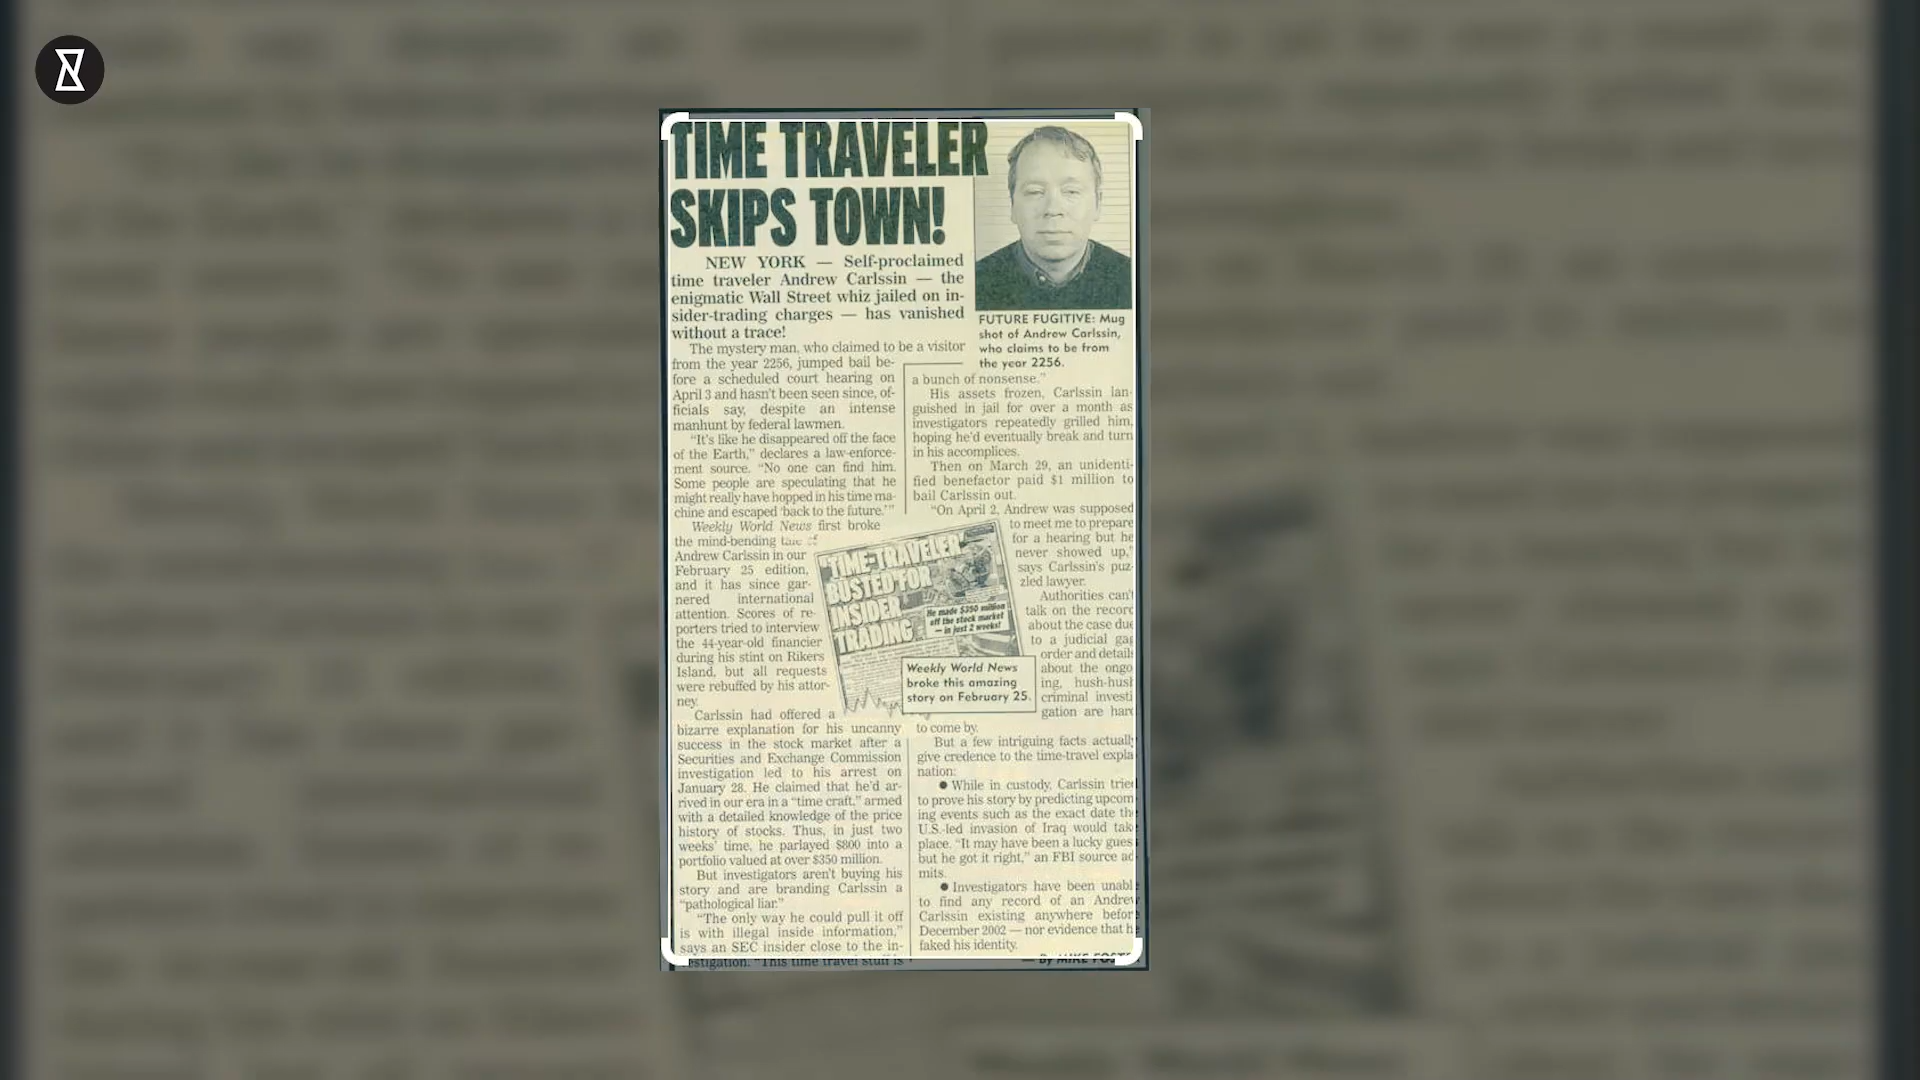 TIME TRAVELER
SKIPS TOWN!
NEW YORK — Self-proclaimed
time traveler Andrew Carlssin — the
enigmatic Wall Street whiz jailed on in-
sider-trading charges — has vanished
without a trace!
The mystery man, who claimed to be a visitor
from the year 2256, jumped bail be-
fore a scheduled court hearing on
April 3 and hasn't been seen since, of-
ficials say, despite an intense
manhunt by federal lawmen.
"It's like he disappeared off the face
of the Earth," declares a law-enforce-
ment source. "No one can find him.
Some people are speculating that he
might really have hopped in his time ma-
chine and escaped 'back to the future.'"
Weekly World News first broke
the mind-bending tale of
Andrew Carlssin in our
February 25 edition,
and it has since gar-
nered international
attention. Scores of re-
porters tried to interview
the 44-year-old financier
during his stint on Rikers
Island, but all requests
were rebuffed by his attor-
ney.
Carlssin had offered a
bizarre explanation for his uncanny
success in the stock market after a
Securities and Exchange Commission
investigation led to his arrest on
January 28. He claimed that he'd ar-
rived in our era in a "time craft," armed
with a detailed knowledge of the price
history of stocks. Thus, in just two
weeks' time, he parlayed $800 into a
portfolio valued at over $350 million.
But investigators aren't buying his
story and are branding Carlssin a
"pathological liar."
"The only way he could pull it off
is with illegal inside information,"
says an SEC insider close to the in-
vestigation. "This time travel stuff is
FUTURE FUGITIVE: Mug
shot of Andrew Carlssin,
who claims to be from
the year 2256.
a bunch of nonsense."
His assets frozen, Carlssin lan-
guished in jail for over a month as
investigators repeatedly grilled him,
hoping he'd eventually break and turn
in his accomplices.
Then on March 29, an unidenti-
fied benefactor paid $1 million to
bail Carlssin out.
"On April 2, Andrew was supposed
to meet me to prepare
for a hearing but he
never showed up,"
says Carlssin's puz-
zled lawyer.
Authorities can't
talk on the record
about the case due
to a judicial gag
order and details
about the ongo
ing, hush-hush
criminal investi
gation are hard
to come by.
TIME-TRAVELER
BUSTED FOR
INSIDER
TRADING
He made $350 million
off the stock market
— in just 2 weeks!
Weekly World News
broke this amazing
story on February 25.
But a few intriguing facts actually
give credence to the time-travel expla
nation:
● While in custody, Carlssin tried
to prove his story by predicting upcom-
ing events such as the exact date the
U.S.-led invasion of Iraq would take
place. "It may have been a lucky guess
but he got it right," an FBI source ad-
mits.
● Investigators have been unable
to find any record of an Andrew
Carlssin existing anywhere before
December 2002 — nor evidence that he
faked his identity.
— By MIKE FOSTE